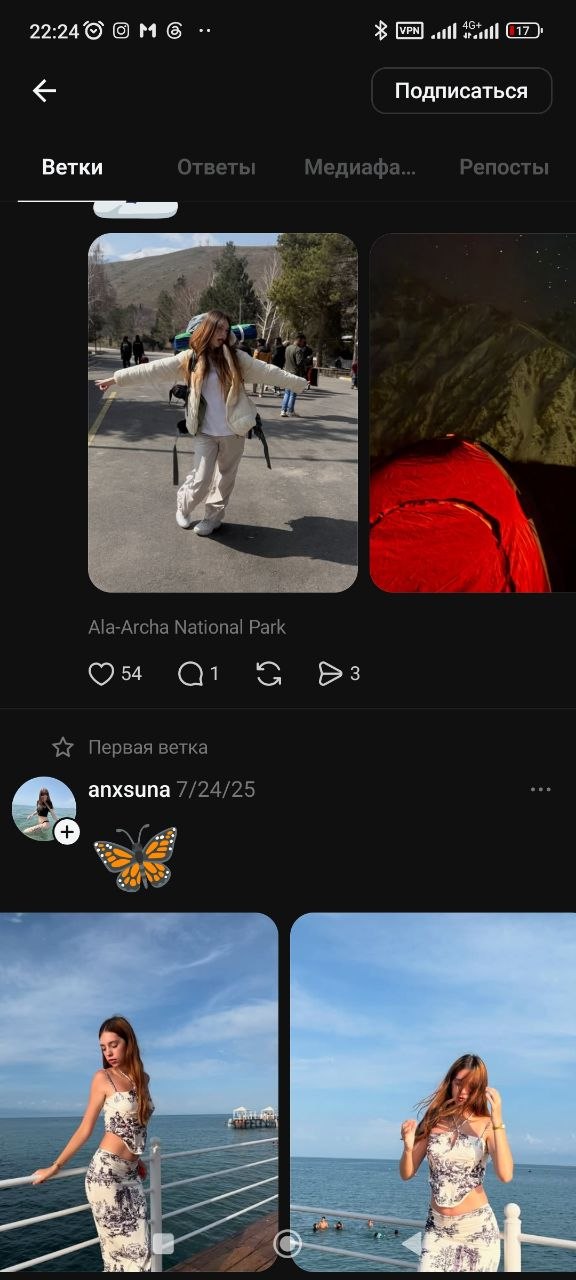 22:24
VPN
4G+
17
Подписаться
Ветки Ответы Медиафа... Репосты
Ala-Archa National Park
54 1 3
Первая ветка
anxsuna 7/24/25